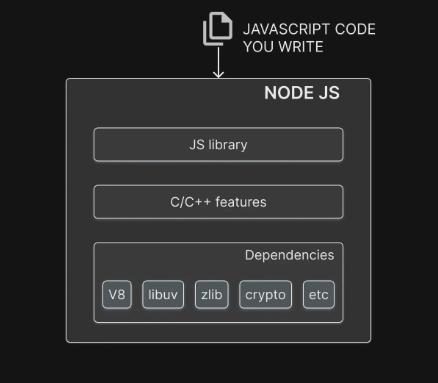 JAVASCRIPT CODE
YOU WRITE
NODE JS
JS library
C/C++ features
Dependencies
V8 libuv zlib crypto etc